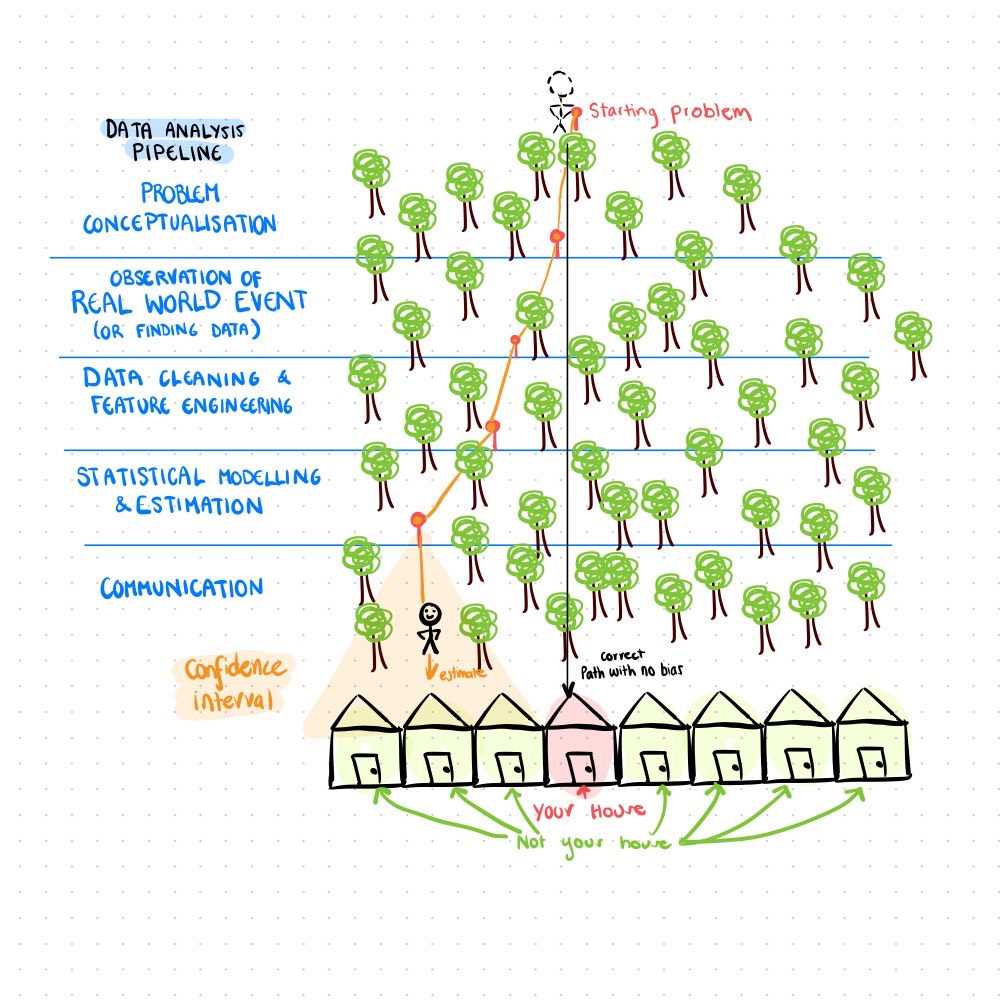 Starting problem
DATA ANALYSIS
PIPELINE
PROBLEM
CONCEPTUALISATION
OBSERVATION OF
REAL WORLD EVENT
(OR FINDING DATA)
DATA CLEANING &
FEATURE ENGINEERING
STATISTICAL MODELLING
& ESTIMATION
COMMUNICATION
Confidence
interval
estimate
correct
Path with no bias
Your House
Not your house